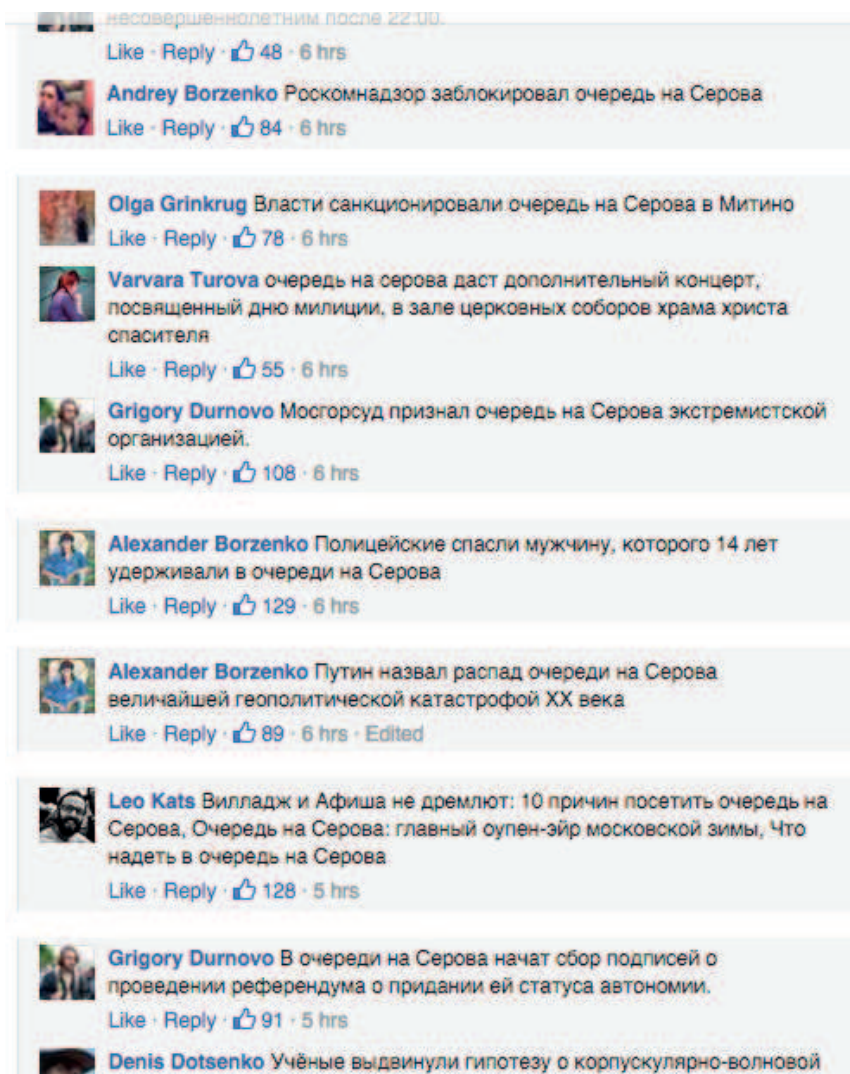 несовершеннолетним после 22:00.
Like · Reply · 48 · 6 hrs
Andrey Borzenko Роскомнадзор заблокировал очередь на Серова
Like · Reply · 84 · 6 hrs
Olga Grinkrug Власти санкционировали очередь на Серова в Митино
Like · Reply · 78 · 6 hrs
Varvara Turova очередь на серова даст дополнительный концерт,
посвященный дню милиции, в зале церковных соборов храма христа
спасителя
Like · Reply · 55 · 6 hrs
Grigory Durnovo Мосгорсуд признал очередь на Серова экстремистской
организацией.
Like · Reply · 108 · 6 hrs
Alexander Borzenko Полицейские спасли мужчину, которого 14 лет
удерживали в очереди на Серова
Like · Reply · 129 · 6 hrs
Alexander Borzenko Путин назвал распад очереди на Серова
величайшей геополитической катастрофой XX века
Like · Reply · 89 · 6 hrs · Edited
Leo Kats Вилладж и Афиша не дремлют: 10 причин посетить очередь на
Серова, Очередь на Серова: главный оупен-эйр московской зимы, Что
надеть в очередь на Серова
Like · Reply · 128 · 5 hrs
Grigory Durnovo В очереди на Серова начат сбор подписей о
проведении референдума о придании ей статуса автономии.
Like · Reply · 91 · 5 hrs
Denis Dotsenko Учёные выдвинули гипотезу о корпускулярно-волновой